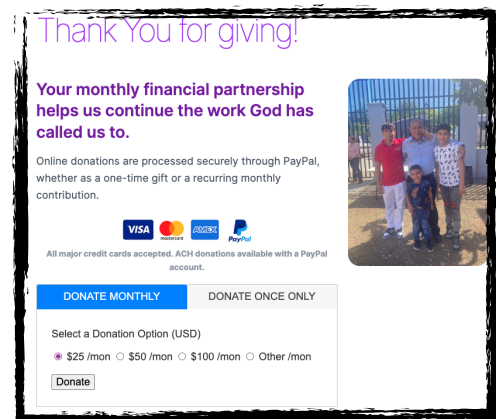 Thank You for giving!
Your monthly financial partnership
helps us continue the work God has
called us to.
Online donations are processed securely through PayPal,
whether as a one-time gift or a recurring monthly
contribution.
VISA mastercard AMEX PayPal
All major credit cards accepted. ACH donations available with a PayPal
account.
DONATE MONTHLY DONATE ONCE ONLY
Select a Donation Option (USD)
$25 /mon $50 /mon $100 /mon Other /mon
Donate